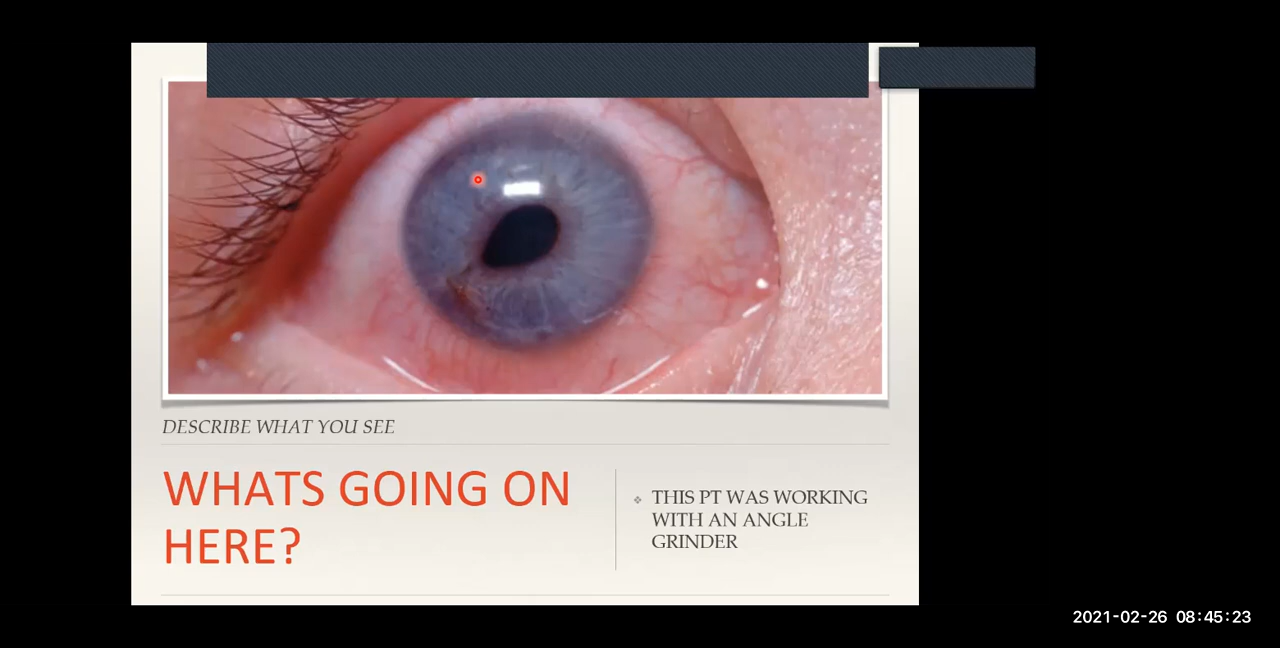 DESCRIBE WHAT YOU SEE
WHATS GOING ON
HERE?
THIS PT WAS WORKING
WITH AN ANGLE
GRINDER
2021-02-26 08:45:23